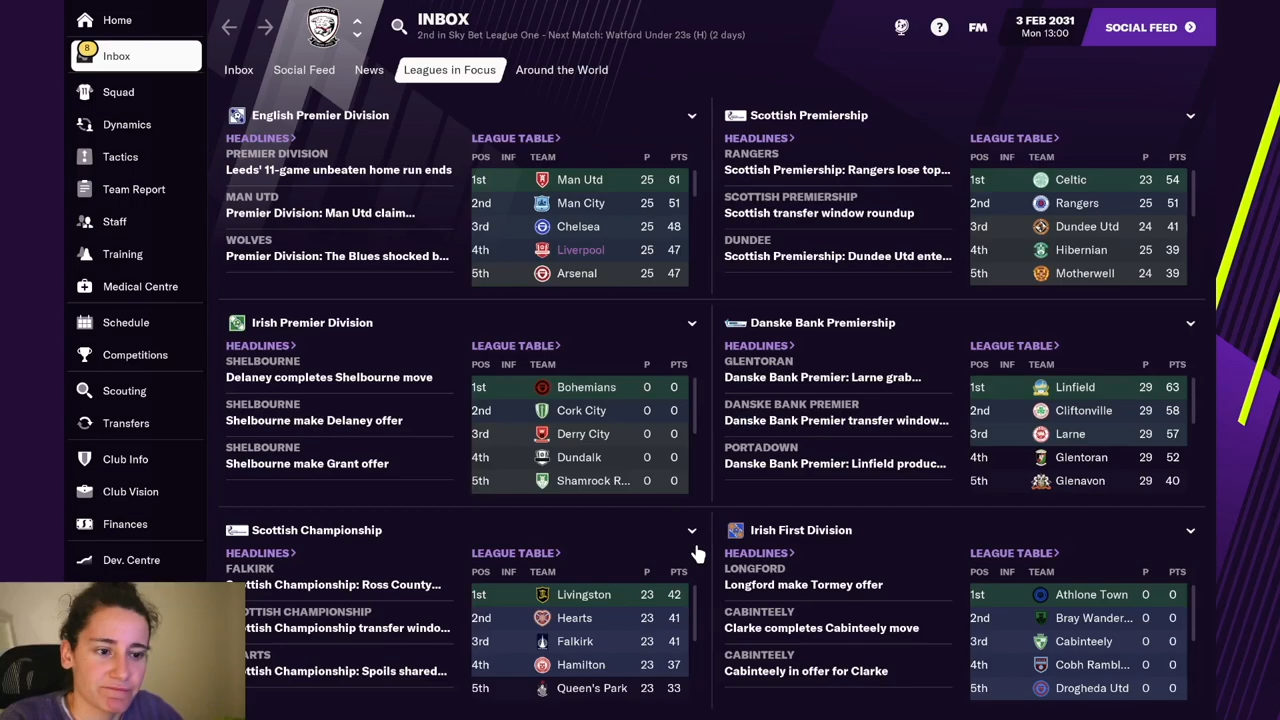 Home
8
Inbox
Squad
Dynamics
Tactics
Team Report
Staff
Training
Medical Centre
Schedule
Competitions
Scouting
Transfers
Club Info
Club Vision
Finances
Dev. Centre
INBOX
2nd in Sky Bet League One - Next Match: Watford Under 23s (H) (2 days)
?
FM
3 FEB 2031
Mon 13:00
SOCIAL FEED
Inbox Social Feed News Leagues in Focus Around the World
English Premier Division
HEADLINES>
PREMIER DIVISION
Leeds' 11-game unbeaten home run ends
MAN UTD
Premier Division: Man Utd claim...
WOLVES
Premier Division: The Blues shocked b...
LEAGUE TABLE>
POS INF TEAM P PTS
1st Man Utd 25 61
2nd Man City 25 51
3rd Chelsea 25 48
4th Liverpool 25 47
5th Arsenal 25 47
Scottish Premiership
HEADLINES>
RANGERS
Scottish Premiership: Rangers lose top...
SCOTTISH PREMIERSHIP
Scottish transfer window roundup
DUNDEE
Scottish Premiership: Dundee Utd ente...
LEAGUE TABLE>
POS INF TEAM P PTS
1st Celtic 23 54
2nd Rangers 25 51
3rd Dundee Utd 24 41
4th Hibernian 25 39
5th Motherwell 24 39
Irish Premier Division
HEADLINES>
SHELBOURNE
Delaney completes Shelbourne move
SHELBOURNE
Shelbourne make Delaney offer
SHELBOURNE
Shelbourne make Grant offer
LEAGUE TABLE>
POS INF TEAM P PTS
1st Bohemians 0 0
2nd Cork City 0 0
3rd Derry City 0 0
4th Dundalk 0 0
5th Shamrock R... 0 0
Danske Bank Premiership
HEADLINES>
GLENTORAN
Danske Bank Premier: Larne grab...
DANSKE BANK PREMIER
Danske Bank Premier transfer window...
PORTADOWN
Danske Bank Premier: Linfield produc...
LEAGUE TABLE>
POS INF TEAM P PTS
1st Linfield 29 63
2nd Cliftonville 29 58
3rd Larne 29 57
4th Glentoran 29 52
5th Glenavon 29 40
Scottish Championship
HEADLINES>
FALKIRK
cottish Championship: Ross County...
OTTISH CHAMPIONSHIP
cottish Championship transfer windo...
ARTS
cottish Championship: Spoils shared...
LEAGUE TABLE>
POS INF TEAM P PTS
1st Livingston 23 42
2nd Hearts 23 41
3rd Falkirk 23 41
4th Hamilton 23 37
5th Queen's Park 23 33
Irish First Division
HEADLINES>
LONGFORD
Longford make Tormey offer
CABINTEELY
Clarke completes Cabinteely move
CABINTEELY
Cabinteely in offer for Clarke
LEAGUE TABLE>
POS INF TEAM P PTS
1st Athlone Town 0 0
2nd Bray Wander... 0 0
3rd Cabinteely 0 0
4th Cobh Rambl... 0 0
5th Drogheda Utd 0 0